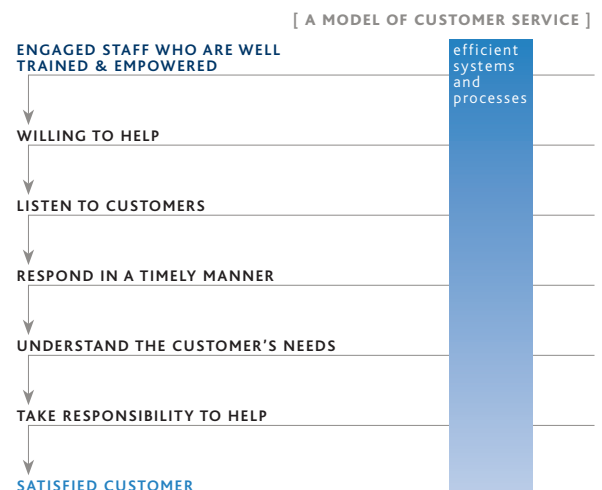 [ A MODEL OF CUSTOMER SERVICE ]
ENGAGED STAFF WHO ARE WELL
TRAINED & EMPOWERED
efficient
systems
and
processes
WILLING TO HELP
LISTEN TO CUSTOMERS
RESPOND IN A TIMELY MANNER
UNDERSTAND THE CUSTOMER’S NEEDS
TAKE RESPONSIBILITY TO HELP
SATISFIED CUSTOMER